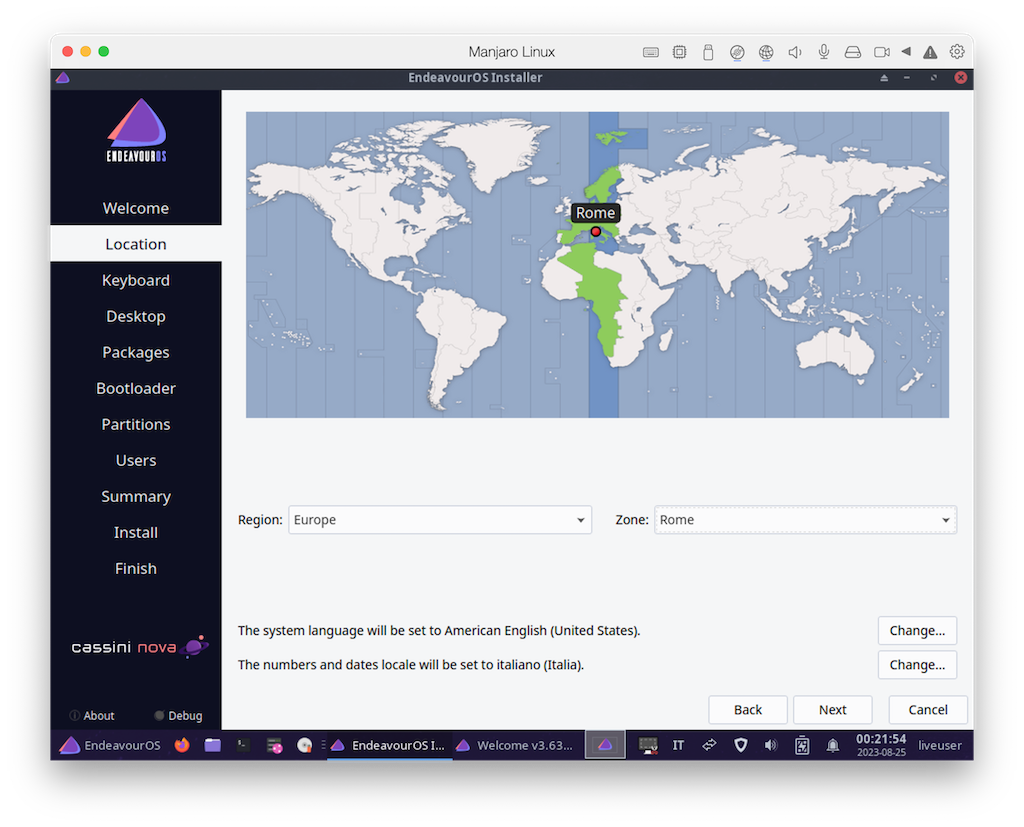 Manjaro Linux
EndeavourOS Installer
ENDEAVOUROS
Welcome
Location
Keyboard
Desktop
Packages
Bootloader
Partitions
Users
Summary
Install
Finish
cassini nova
About
Debug
Rome
Region:
Europe
Zone:
Rome
The system language will be set to American English (United States).
Change...
The numbers and dates locale will be set to italiano (Italia).
Change...
Back
Next
Cancel
EndeavourOS
EndeavourOS I...
Welcome v3.63...
IT
00:21:54
2023-08-25
liveuser